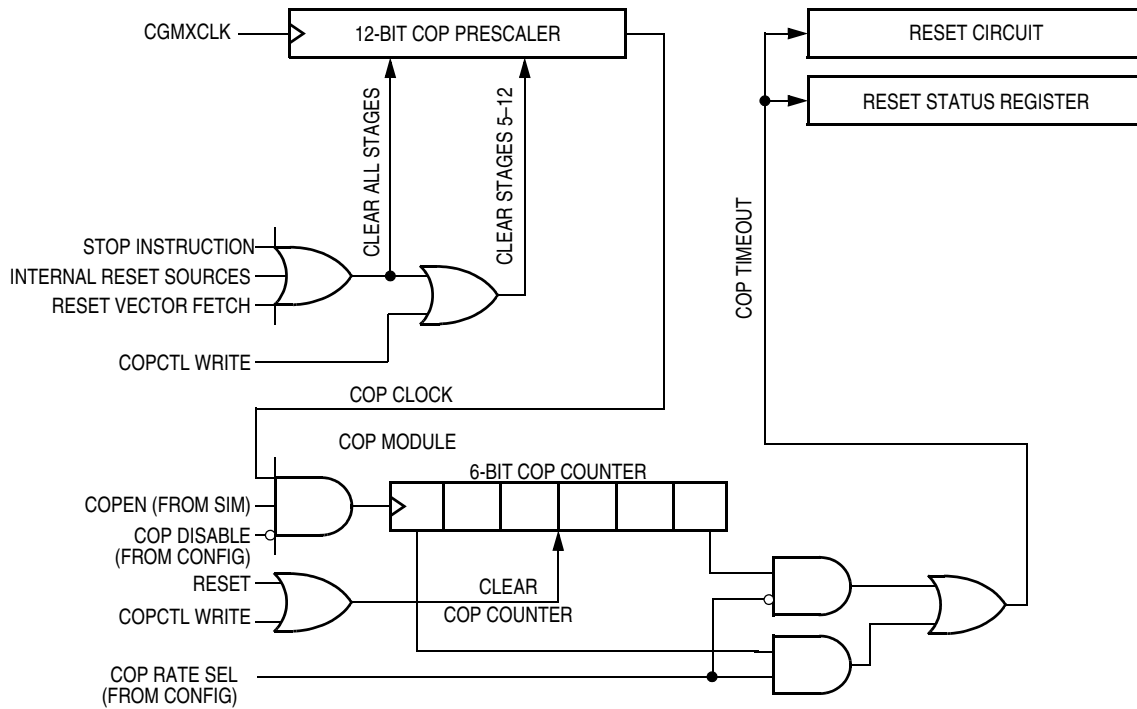 CGMXCLK
12-BIT COP PRESCALER
RESET CIRCUIT
RESET STATUS REGISTER
CLEAR ALL STAGES
CLEAR STAGES 5–12
COP TIMEOUT
STOP INSTRUCTION
INTERNAL RESET SOURCES
RESET VECTOR FETCH
COPCTL WRITE
COP CLOCK
COP MODULE
6-BIT COP COUNTER
COPEN (FROM SIM)
COP DISABLE
(FROM CONFIG)
RESET
COPCTL WRITE
CLEAR
COP COUNTER
COP RATE SEL
(FROM CONFIG)